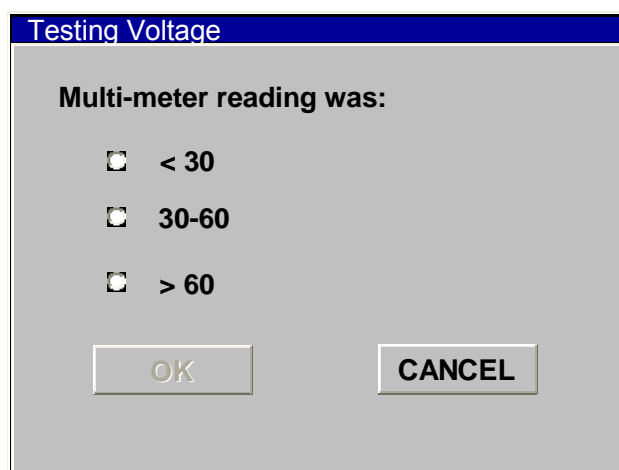 Testing Voltage
Multi-meter reading was:
< 30
30-60
> 60
OK
CANCEL